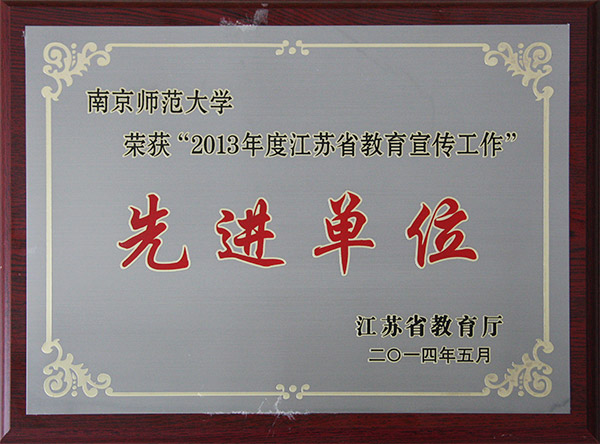 南京师范大学
荣获“2013年度江苏省教育宣传工作”
先进单位
江苏省教育厅
二〇一四年五月